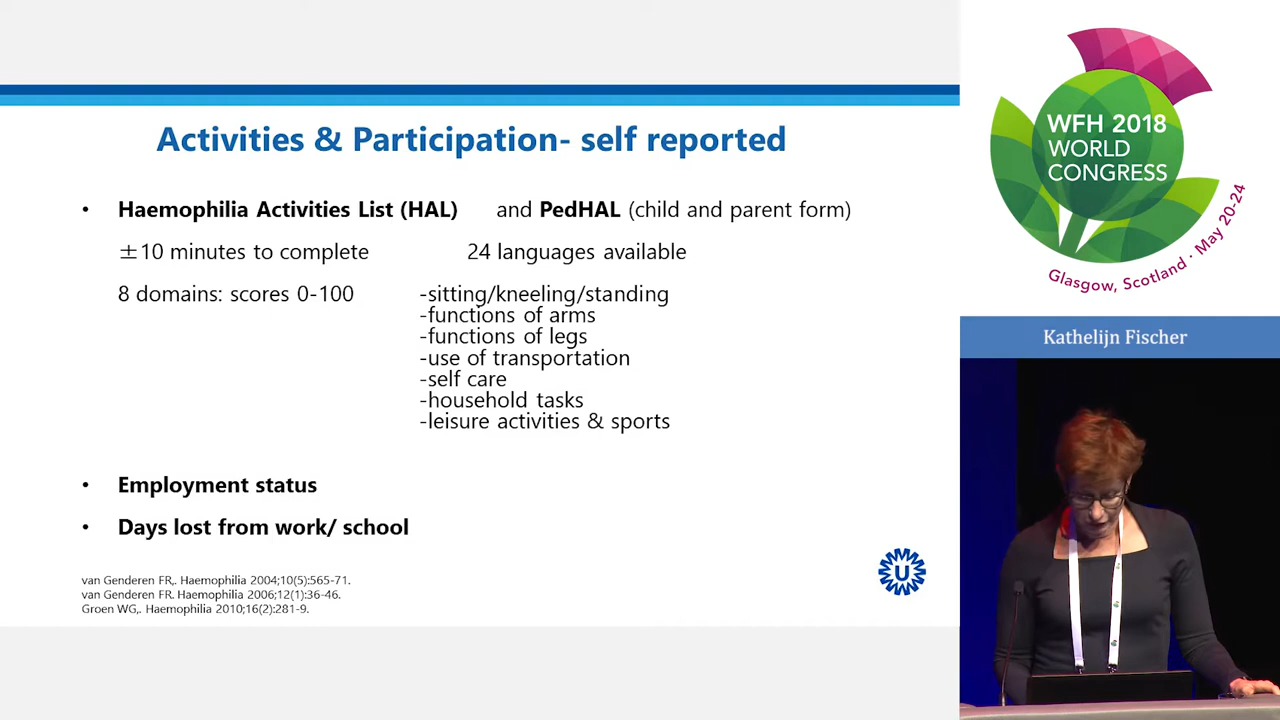 Activities & Participation- self reported
• Haemophilia Activities List (HAL) and PedHAL (child and parent form)
±10 minutes to complete 24 languages available
8 domains: scores 0-100 -sitting/kneeling/standing
-functions of arms
-functions of legs
-use of transportation
-self care
-household tasks
-leisure activities & sports
• Employment status
• Days lost from work/ school
van Genderen FR,. Haemophilia 2004;10(5):565-71.
van Genderen FR. Haemophilia 2006;12(1):36-46.
Groen WG,. Haemophilia 2010;16(2):281-9.
U
WFH 2018
WORLD
CONGRESS
Glasgow, Scotland · May 20-24
Kathelijn Fischer